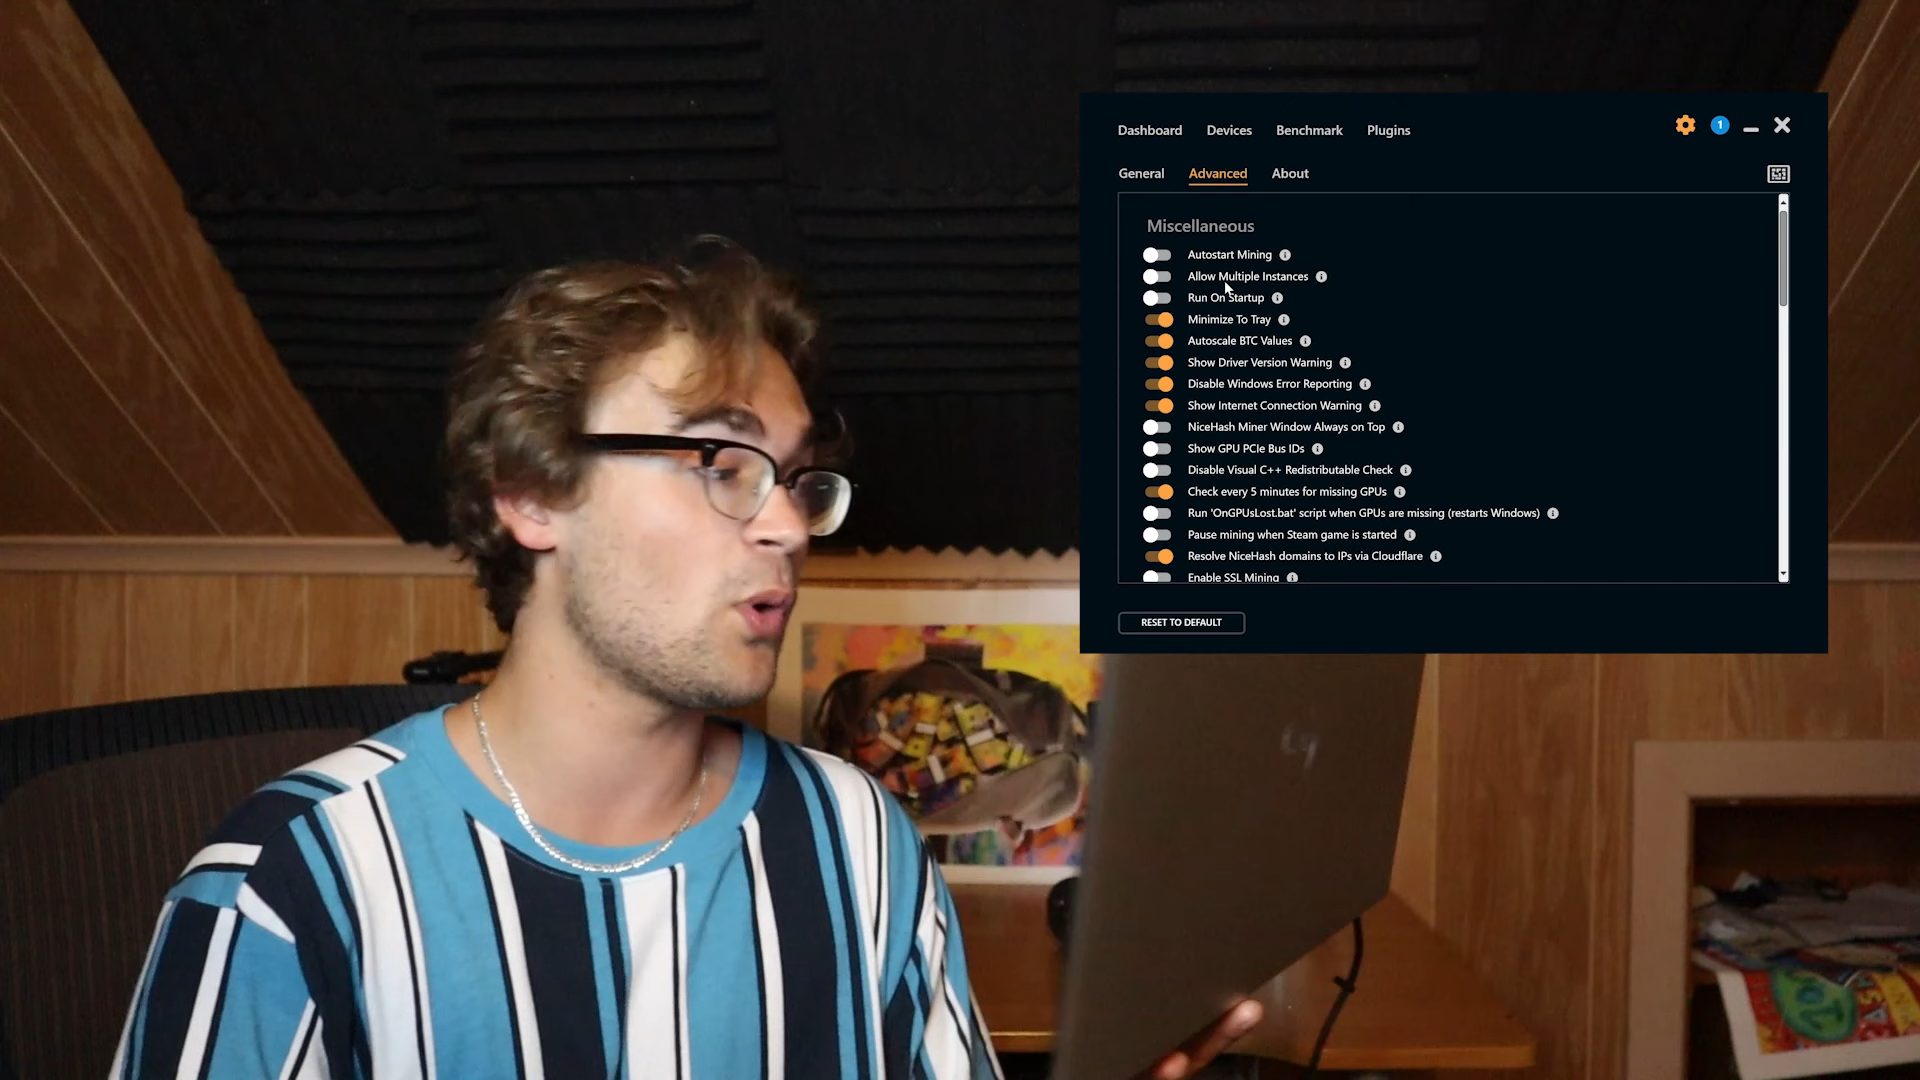 Dashboard Devices Benchmark Plugins 1
General Advanced About
Miscellaneous
Autostart Mining
Allow Multiple Instances
Run On Startup
Minimize To Tray
Autoscale BTC Values
Show Driver Version Warning
Disable Windows Error Reporting
Show Internet Connection Warning
NiceHash Miner Window Always on Top
Show GPU PCIe Bus IDs
Disable Visual C++ Redistributable Check
Check every 5 minutes for missing GPUs
Run 'OnGPUsLost.bat' script when GPUs are missing (restarts Windows)
Pause mining when Steam game is started
Resolve NiceHash domains to IPs via Cloudflare
Enable SSL Mining
RESET TO DEFAULT